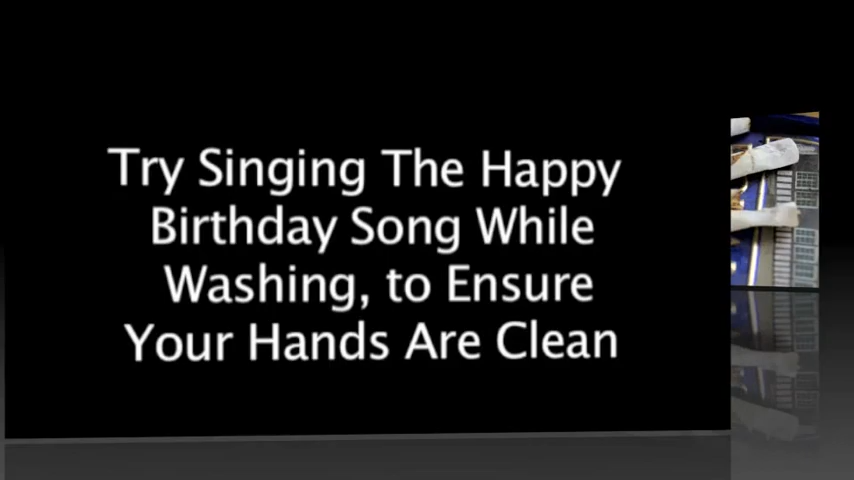 Try Singing The Happy
Birthday Song While
Washing, to Ensure
Your Hands Are Clean